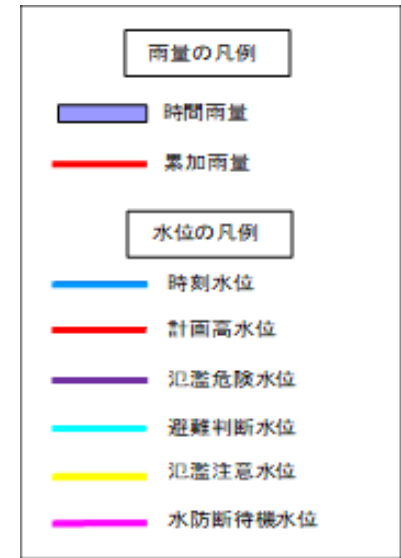 雨量の凡例
時間雨量
累加雨量
水位の凡例
時刻水位
計画高水位
氾濫危険水位
避難判断水位
氾濫注意水位
水防断待機水位